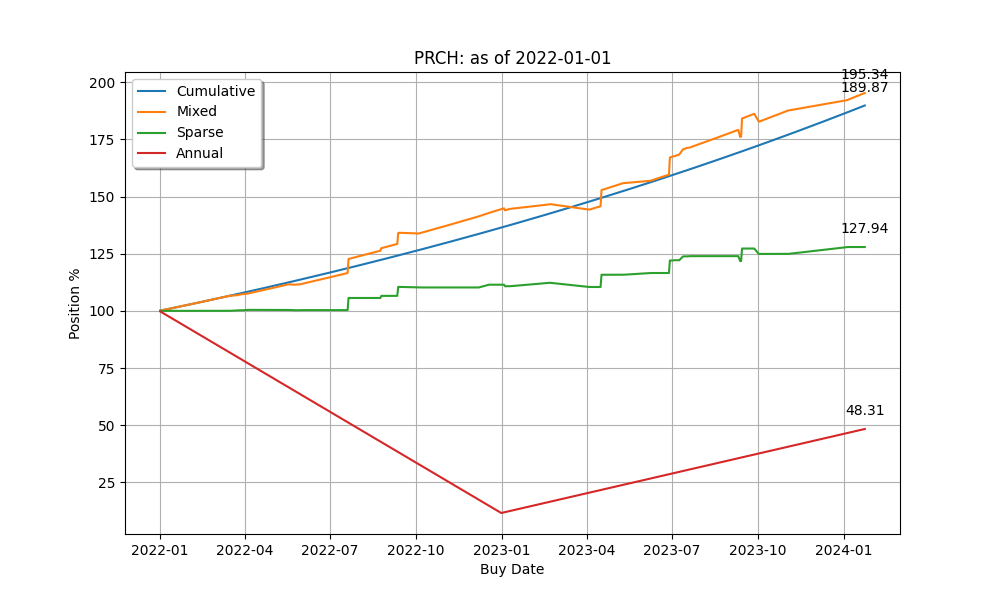 PRCH: as of 2022-01-01
195.34
189.87
127.94
48.31
Cumulative
Mixed
Sparse
Annual
Position %
200
175
150
125
100
75
50
25
2022-01 2022-04 2022-07 2022-10 2023-01 2023-04 2023-07 2023-10 2024-01
Buy Date